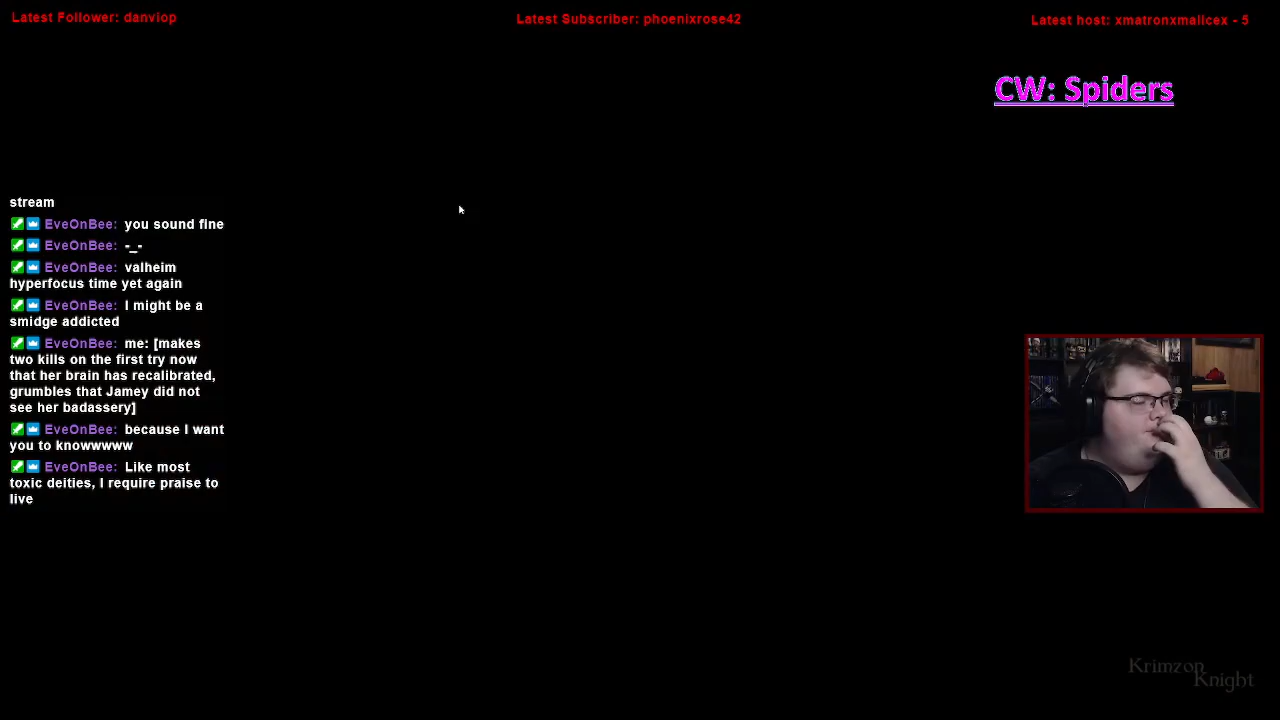 Latest Follower: danviop
Latest Subscriber: phoenixrose42
Latest host: xmatronxmalicex - 5
CW: Spiders
stream
EveOnBee: you sound fine
EveOnBee: -_-
EveOnBee: valheim
hyperfocus time yet again
EveOnBee: I might be a
smidge addicted
EveOnBee: me: [makes
two kills on the first try now
that her brain has recalibrated,
grumbles that Jamey did not
see her badassery]
EveOnBee: because I want
you to knowwwww
EveOnBee: Like most
toxic deities, I require praise to
live
Krimzon
Knight